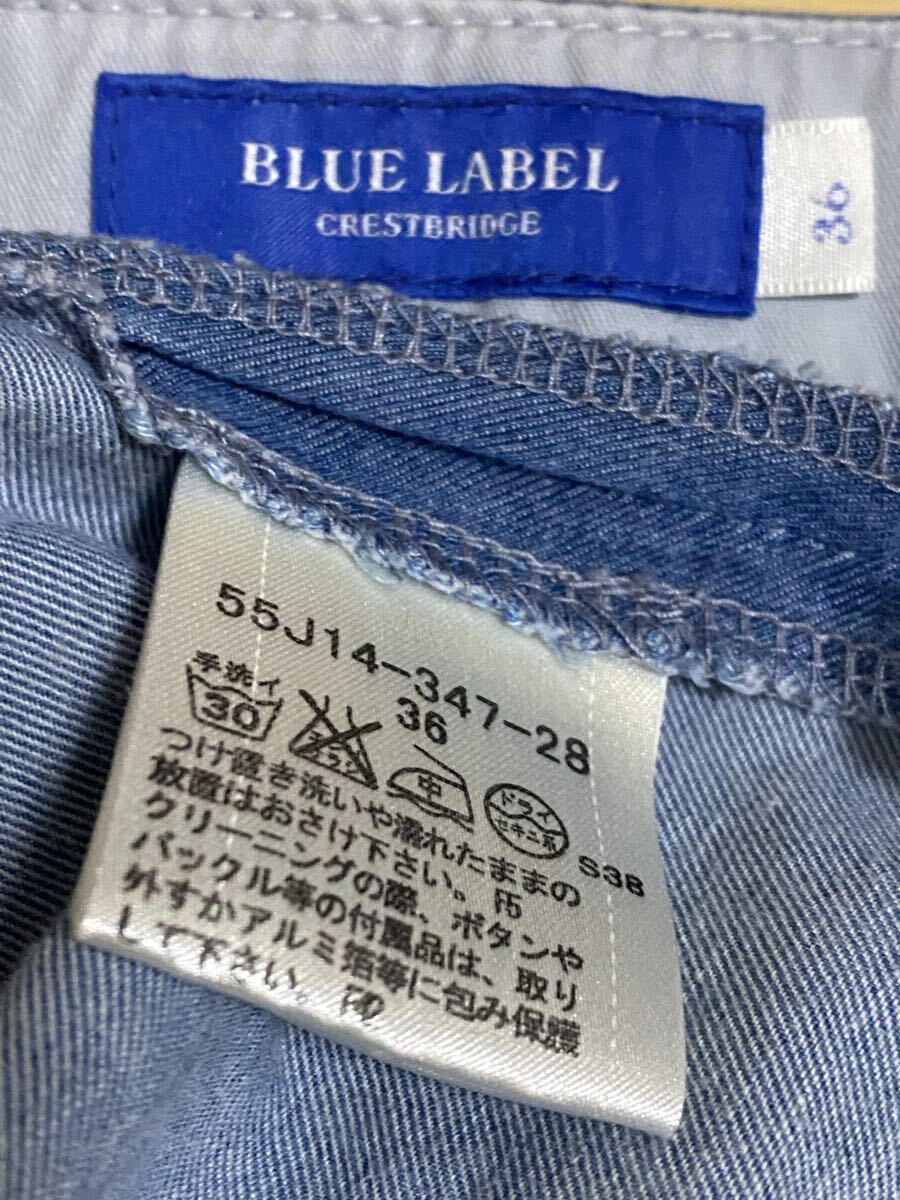 BLUE LABEL
CRESTBRIDGE
36
55J14-347-28
36
手洗イ
30
エンソ
中
ドライ
セキユ系
S38
つけ置き洗いや濡れたままの
放置はおさけ下さい。F5
クリーニングの際、ボタンや
バックル等の付属品は、取り
外すかアルミ箔等に包み保護
して下さい。